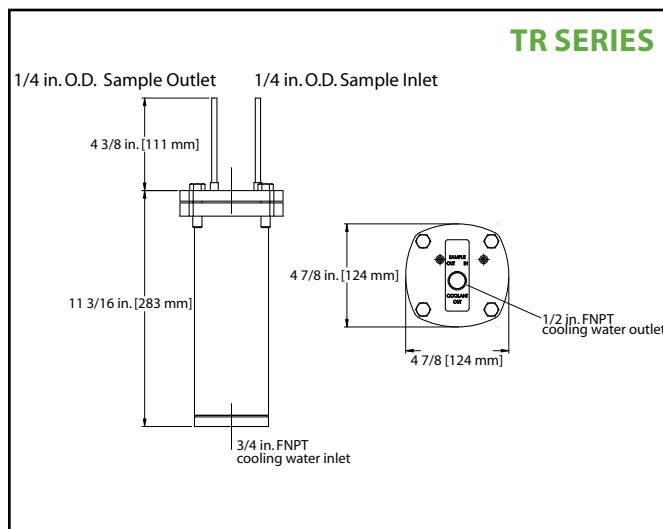 TR SERIES
1/4 in. O.D. Sample Outlet
1/4 in. O.D. Sample Inlet
4 3/8 in. [111 mm]
11 3/16 in. [283 mm]
3/4 in. FNPT
cooling water inlet
4 7/8 in. [124 mm]
SAMPLE
OUT IN
COOLANT
OUT
1/2 in. FNPT
cooling water outlet
4 7/8 [124 mm]